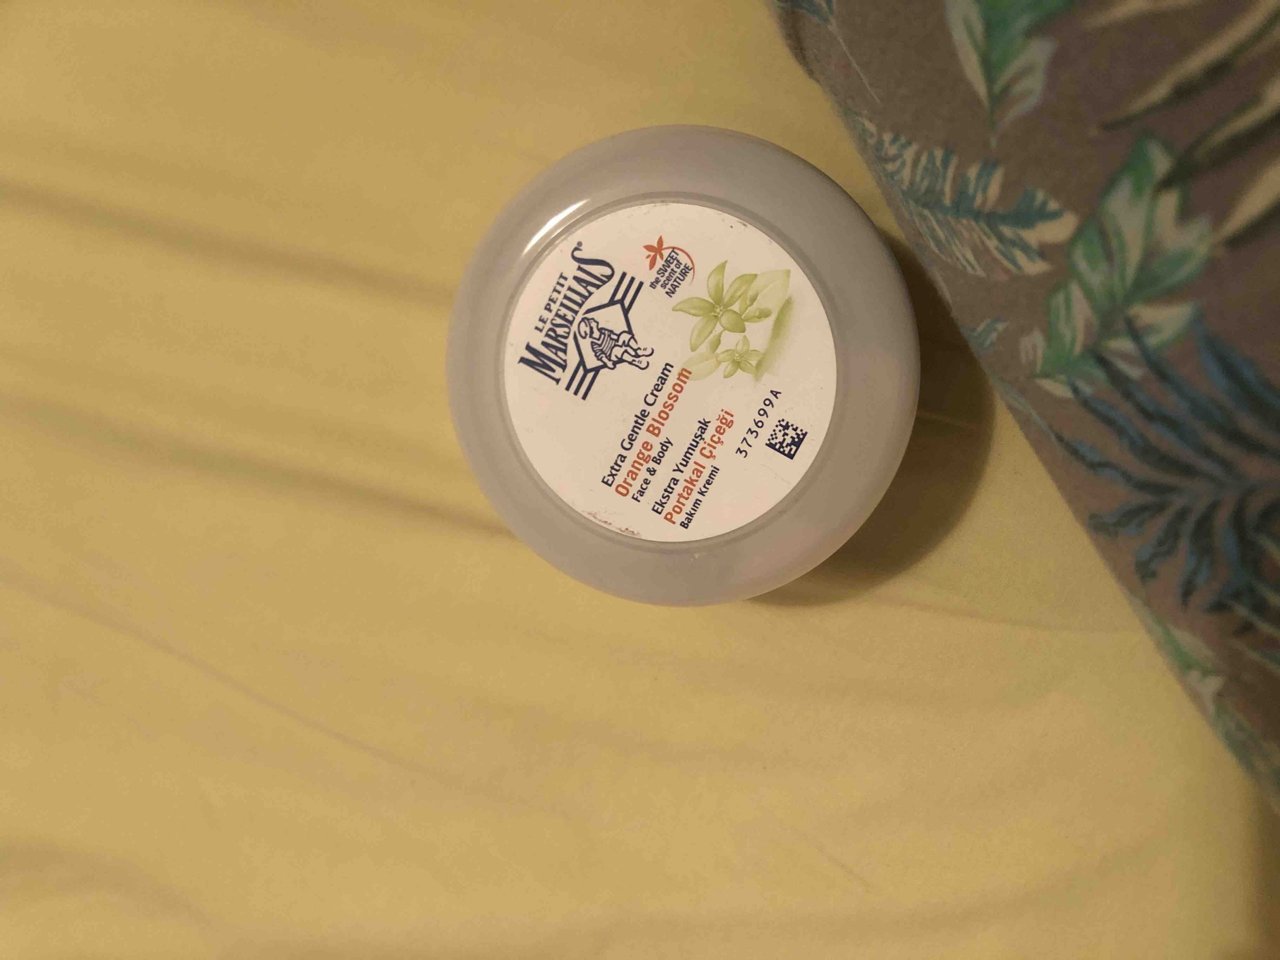 LE PETIT
MARSEILLAIS®
the SWEET
scent of
NATURE
Extra Gentle Cream
Orange Blossom
Face & Body
Ekstra Yumuşak
Portakal Çiçeği
Bakım Kremi
373699A